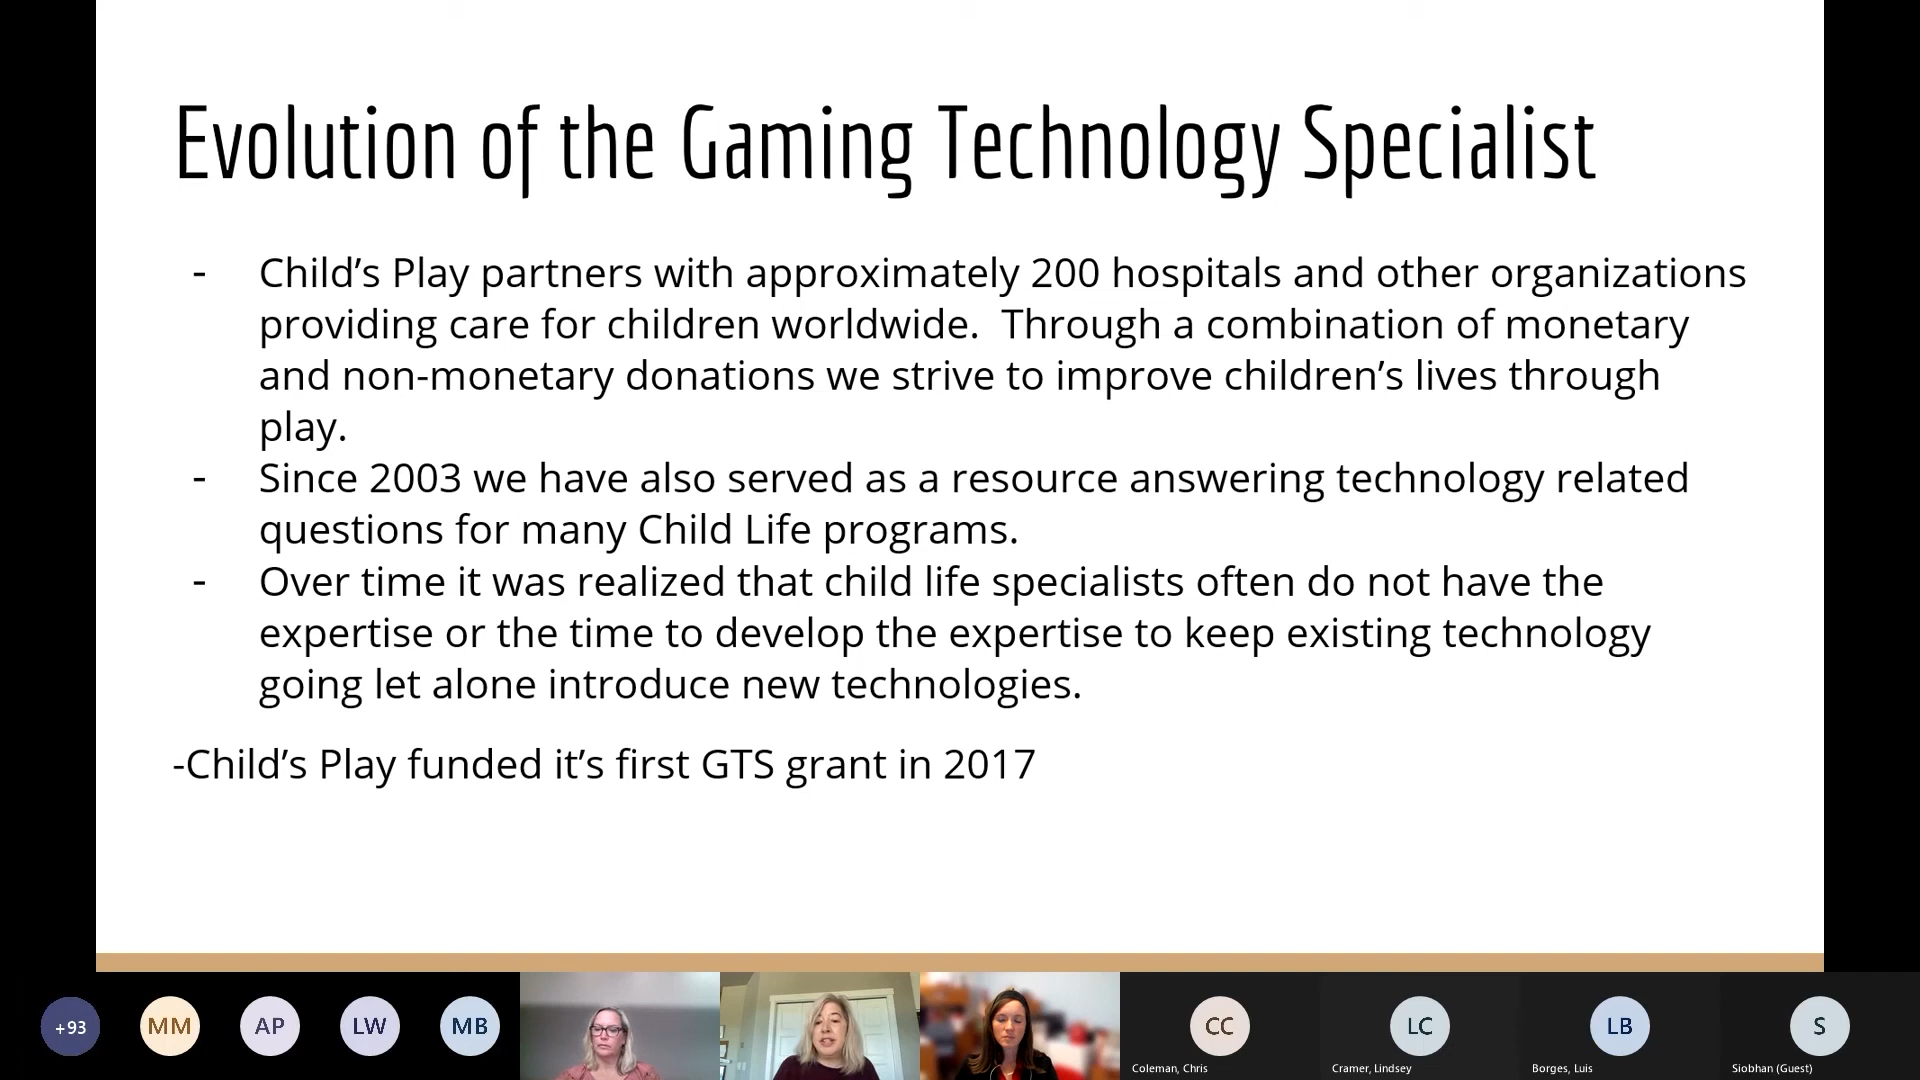 Evolution of the Gaming Technology Specialist
- Child’s Play partners with approximately 200 hospitals and other organizations
providing care for children worldwide.  Through a combination of monetary
and non-monetary donations we strive to improve children’s lives through
play.
- Since 2003 we have also served as a resource answering technology related
questions for many Child Life programs.
- Over time it was realized that child life specialists often do not have the
expertise or the time to develop the expertise to keep existing technology
going let alone introduce new technologies.
-Child’s Play funded it’s first GTS grant in 2017
+93 MM AP LW MB CC LC LB S
Coleman, Chris Cramer, Lindsey Borges, Luis Siobhan (Guest)